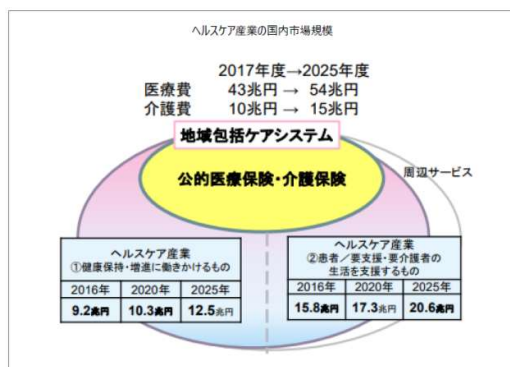 ヘルスケア産業の国内市場規模
2017年度→2025年度
医療費 43兆円 → 54兆円
介護費 10兆円 → 15兆円
地域包括ケアシステム
公的医療保険・介護保険
周辺サービス
ヘルスケア産業
①健康保持・増進に働きかけるもの
2016年 2020年 2025年
9.2兆円 10.3兆円 12.5兆円
ヘルスケア産業
②患者／要支援・要介護者の
生活を支援するもの
2016年 2020年 2025年
15.8兆円 17.3兆円 20.6兆円